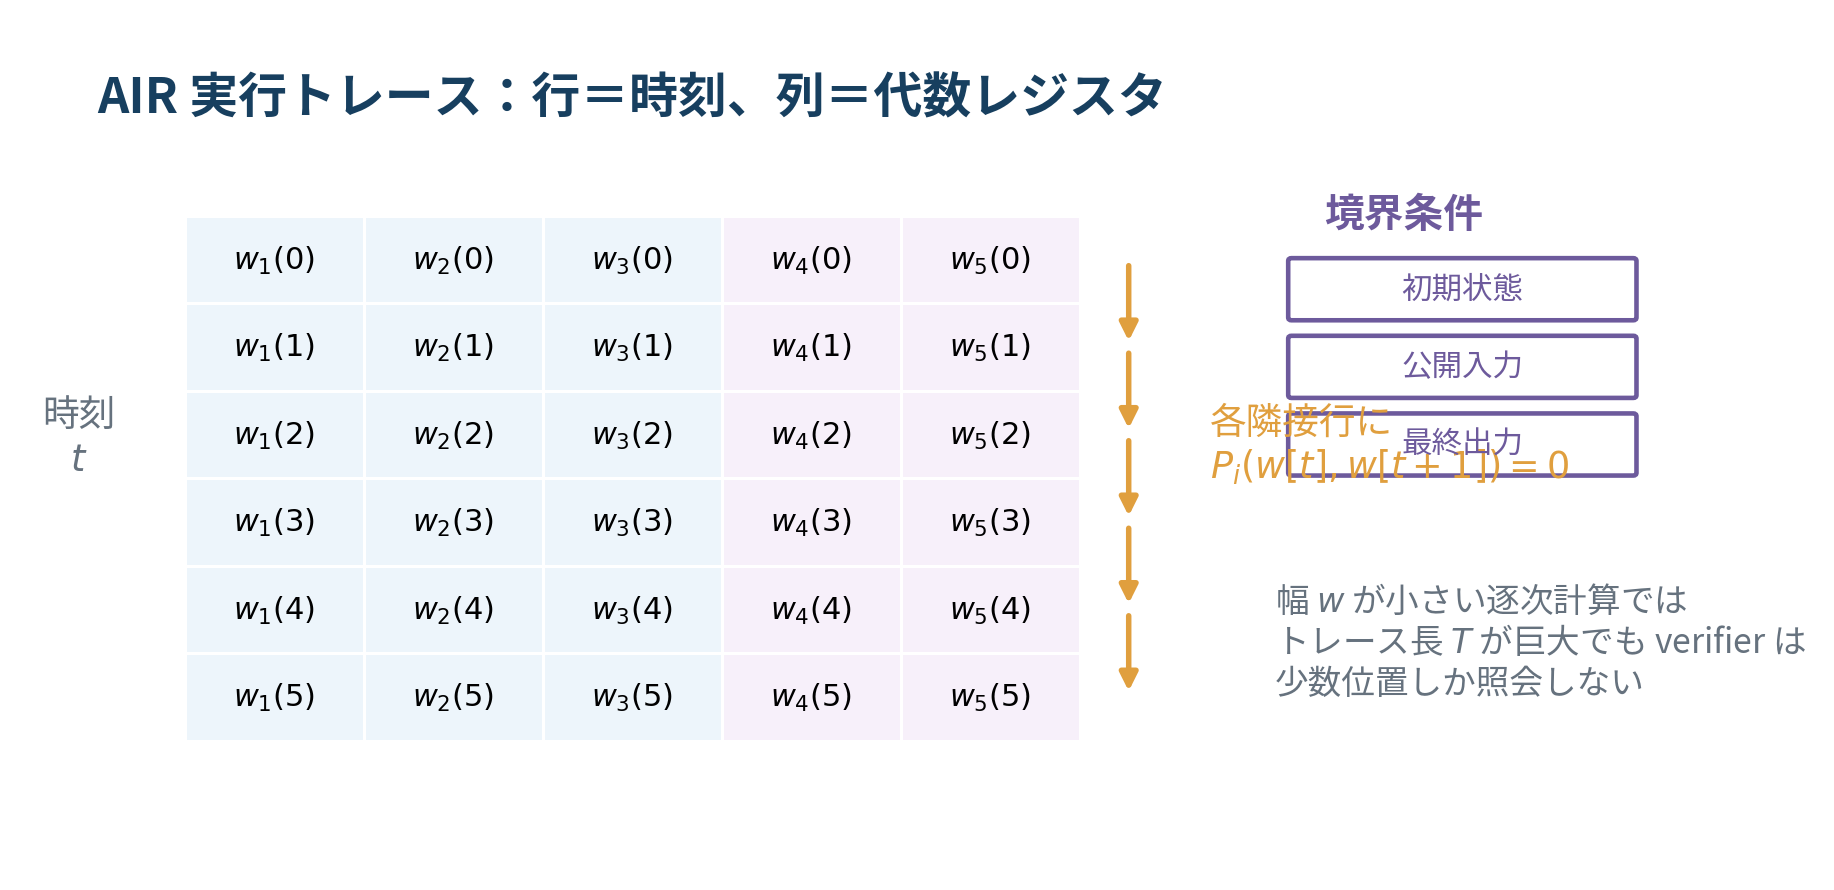 AIR 実行トレース：行＝時刻、列＝代数レジスタ
時刻
t
w₁(0) w₂(0) w₃(0) w₄(0) w₅(0)
w₁(1) w₂(1) w₃(1) w₄(1) w₅(1)
w₁(2) w₂(2) w₃(2) w₄(2) w₅(2)
w₁(3) w₂(3) w₃(3) w₄(3) w₅(3)
w₁(4) w₂(4) w₃(4) w₄(4) w₅(4)
w₁(5) w₂(5) w₃(5) w₄(5) w₅(5)
境界条件
初期状態
公開入力
最終出力
各隣接行に
Pᵢ(w[t], w[t + 1]) = 0
幅 w が小さい逐次計算では
トレース長 T が巨大でも verifier は
少数位置しか照会しない